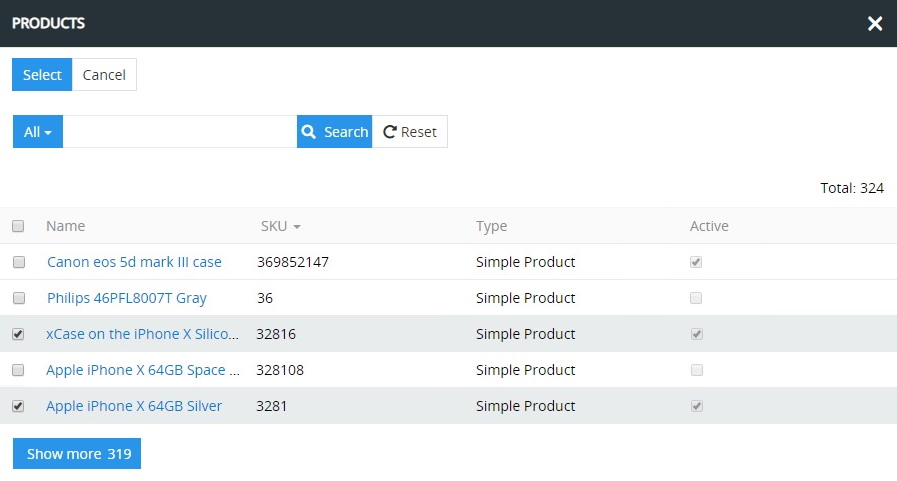 PRODUCTS
Select Cancel
All Search Reset
Total: 324
Name SKU Type Active
Canon eos 5d mark III case 369852147 Simple Product
Philips 46PFL8007T Gray 36 Simple Product
xCase on the iPhone X Silico... 32816 Simple Product
Apple iPhone X 64GB Space ... 328108 Simple Product
Apple iPhone X 64GB Silver 3281 Simple Product
Show more 319